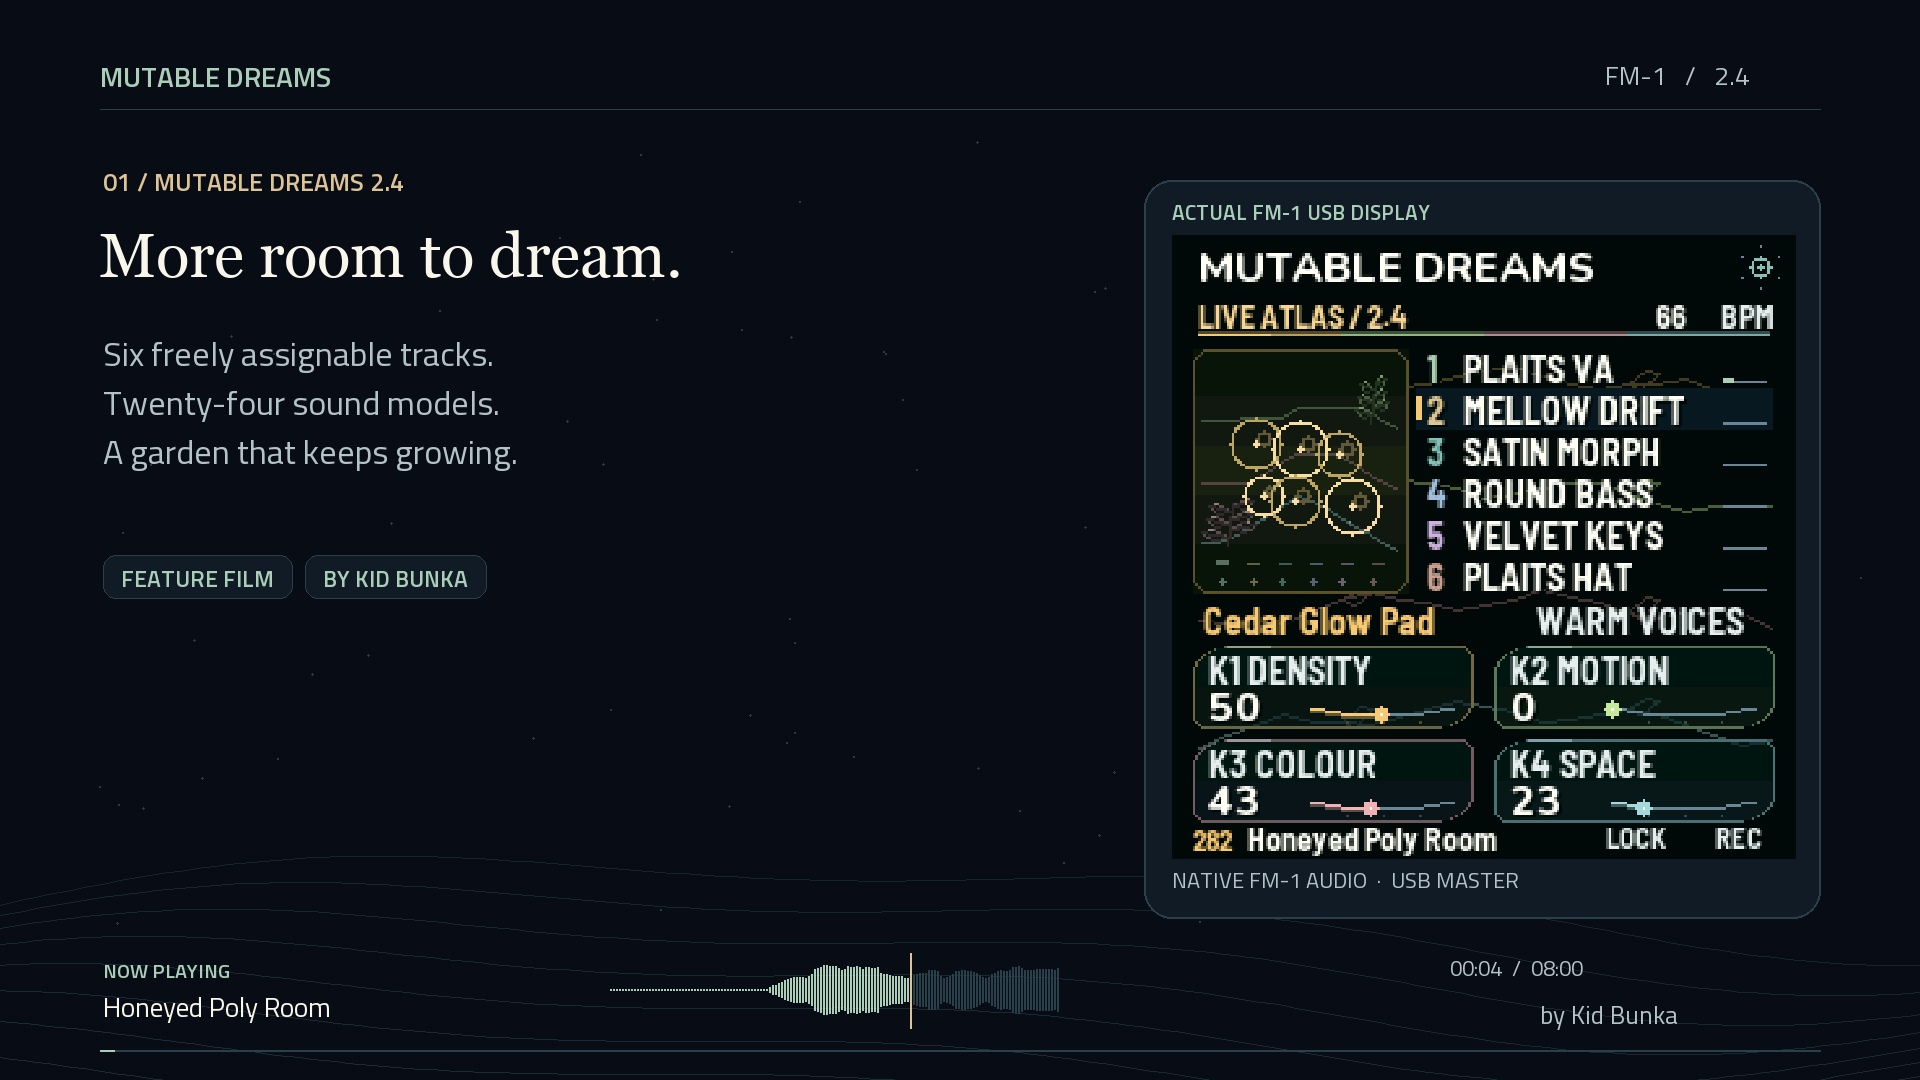 MUTABLE DREAMS
FM-1 / 2.4
01 / MUTABLE DREAMS 2.4
More room to dream.
Six freely assignable tracks.
Twenty-four sound models.
A garden that keeps growing.
FEATURE FILM
BY KID BUNKA
ACTUAL FM-1 USB DISPLAY
MUTABLE DREAMS
LIVE ATLAS / 2.4 66 BPM
1 PLAITS VA
2 MELLOW DRIFT
3 SATIN MORPH
4 ROUND BASS
5 VELVET KEYS
6 PLAITS HAT
Cedar Glow Pad WARM VOICES
K1 DENSITY
50
K2 MOTION
0
K3 COLOUR
43
K4 SPACE
23
282 Honeyed Poly Room LOCK REC
NATIVE FM-1 AUDIO · USB MASTER
NOW PLAYING
Honeyed Poly Room
00:04 / 08:00
by Kid Bunka